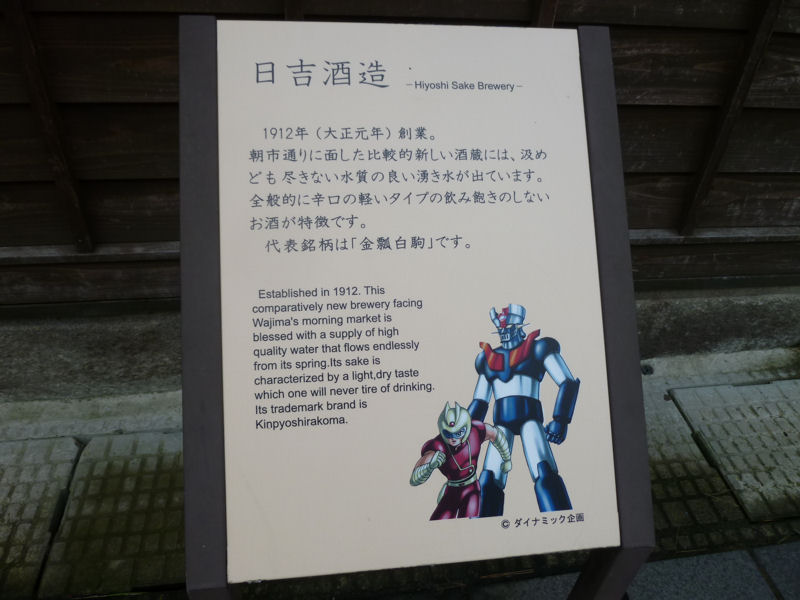 日吉酒造 －Hiyoshi Sake Brewery－
1912年（大正元年）創業。
朝市通りに面した比較的新しい酒蔵には、汲め
ども尽きない水質の良い湧き水が出ています。
全般的に辛口の軽いタイプの飲み飽きのしない
お酒が特徴です。
代表銘柄は「金瓢白駒」です。
Established in 1912. This
comparatively new brewery facing
Wajima's morning market is
blessed with a supply of high
quality water that flows endlessly
from its spring.Its sake is
characterized by a light,dry taste
which one will never tire of drinking.
Its trademark brand is
Kinpyoshirakoma.
© ダイナミック企画